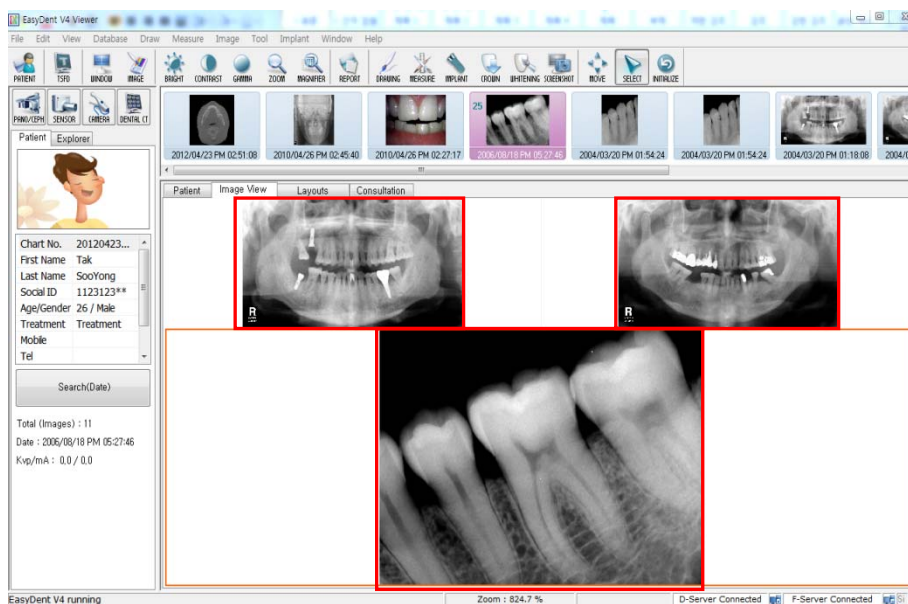 EasyDent V4 Viewer
File Edit View Database Draw Measure Image Tool Implant Window Help
PATIENT TSFD WINDOW IMAGE BRIGHT CONTRAST GAMMA ZOOM MAGNIFIER REPORT DRAWING MEASURE IMPLANT CROWN WHITENING SCREENSHOT MOVE SELECT INITIALIZE
PANO/CEPH SENSOR CAMERA DENTAL CT
Patient Explorer
25
2012/04/23 PM 02:51:08 2010/04/26 PM 02:45:40 2010/04/26 PM 02:27:17 2006/08/18 PM 05:27:46 2004/03/20 PM 01:54:24 2004/03/20 PM 01:54:24 2004/03/20 PM 01:18:08
Patient Image View Layouts Consultation
Chart No. 20120423...
First Name Tak
Last Name SooYong
Social ID 1123123**
Age/Gender 26 / Male
Treatment Treatment
Mobile
Tel
R
R
Search(Date)
Total (Images) : 11
Date : 2006/08/18 PM 05:27:46
Kvp/mA : 0,0 / 0,0
EasyDent V4 running Zoom : 824.7 % D-Server Connected F-Server Connected